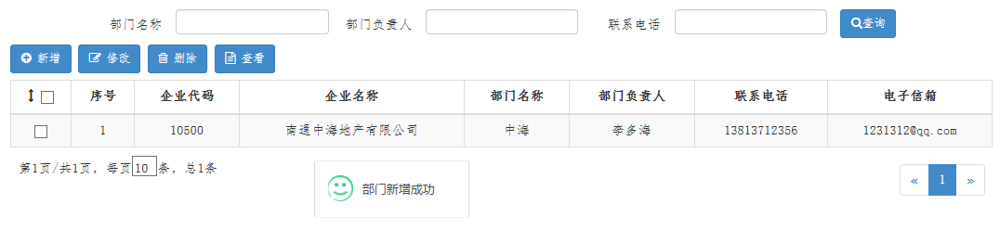 部门名称 部门负责人 联系电话 查询
新增 修改 删除 查看
序号 企业代码 企业名称 部门名称 部门负责人 联系电话 电子信箱
1 10500 南通中海地产有限公司 中海 李多海 13813712356 1231312@qq.com
第1页/共1页，每页10条，总1条 « 1 »
部门新增成功